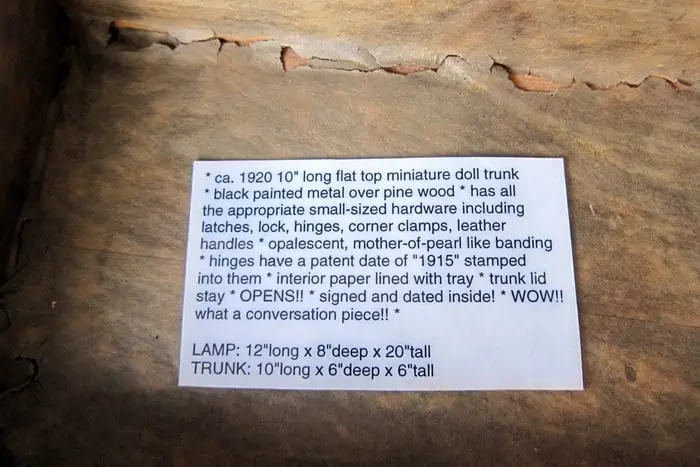 * ca. 1920 10" long flat top miniature doll trunk
* black painted metal over pine wood * has all
the appropriate small-sized hardware including
latches, lock, hinges, corner clamps, leather
handles * opalescent, mother-of-pearl like banding
* hinges have a patent date of "1915" stamped
into them * interior paper lined with tray * trunk lid
stay * OPENS!! * signed and dated inside! * WOW!!
what a conversation piece!! *
LAMP: 12"long x 8"deep x 20"tall
TRUNK: 10"long x 6"deep x 6"tall